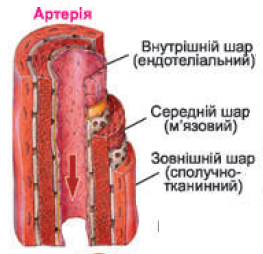 Артерія
Внутрішній шар
(ендотеліальний)
Середній шар
(м'язовий)
Зовнішній шар
(сполучно-
тканинний)